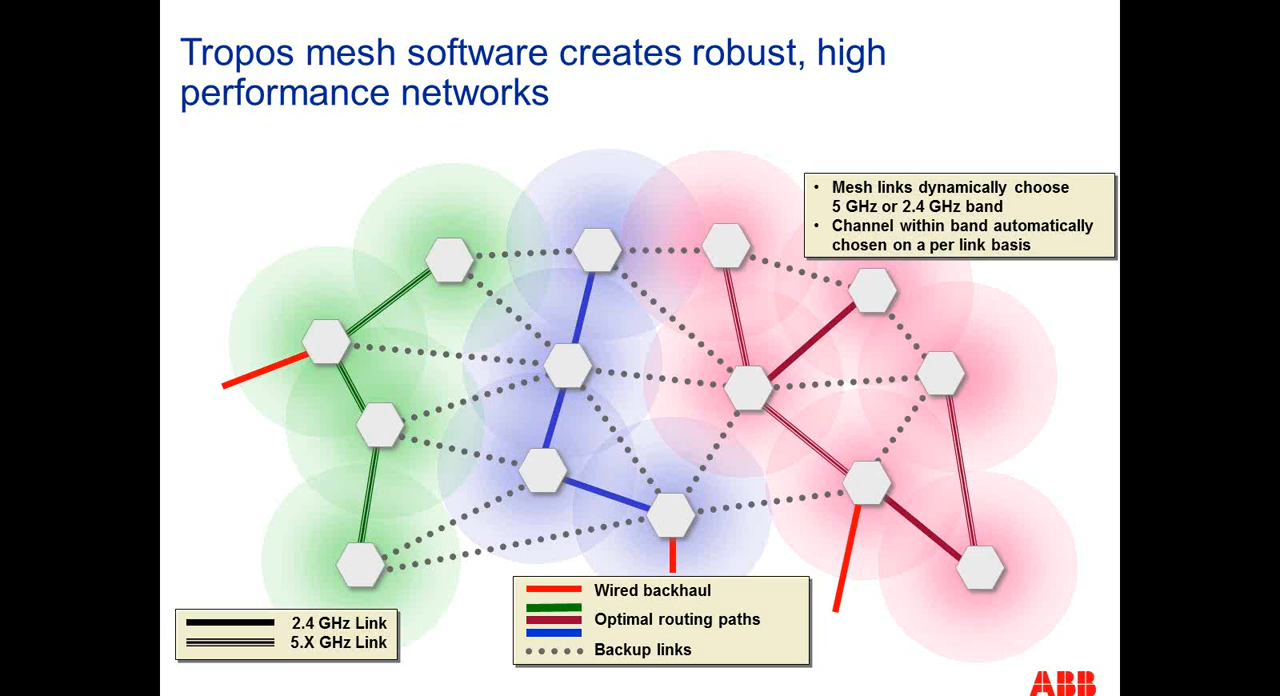 Tropos mesh software creates robust, high
performance networks
• Mesh links dynamically choose
5 GHz or 2.4 GHz band
• Channel within band automatically
chosen on a per link basis
Wired backhaul
Optimal routing paths
Backup links
2.4 GHz Link
5.X GHz Link
ABB